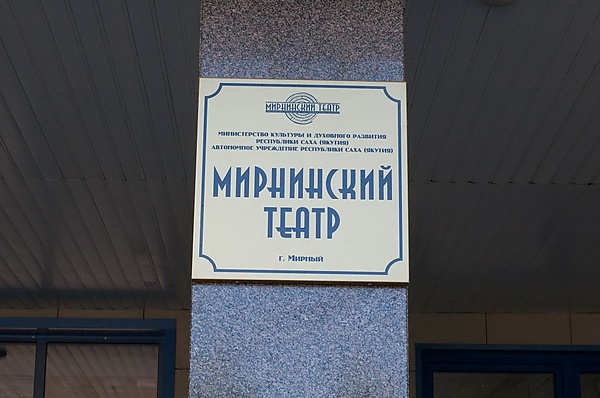 МИРНИНСКИЙ ТЕАТР
МИНИСТЕРСТВО КУЛЬТУРЫ И ДУХОВНОГО РАЗВИТИЯ
РЕСПУБЛИКИ САХА (ЯКУТИЯ)
АВТОНОМНОЕ УЧРЕЖДЕНИЕ РЕСПУБЛИКИ САХА (ЯКУТИЯ)
МИРНИНСКИЙ
ТЕАТР
г. Мирный